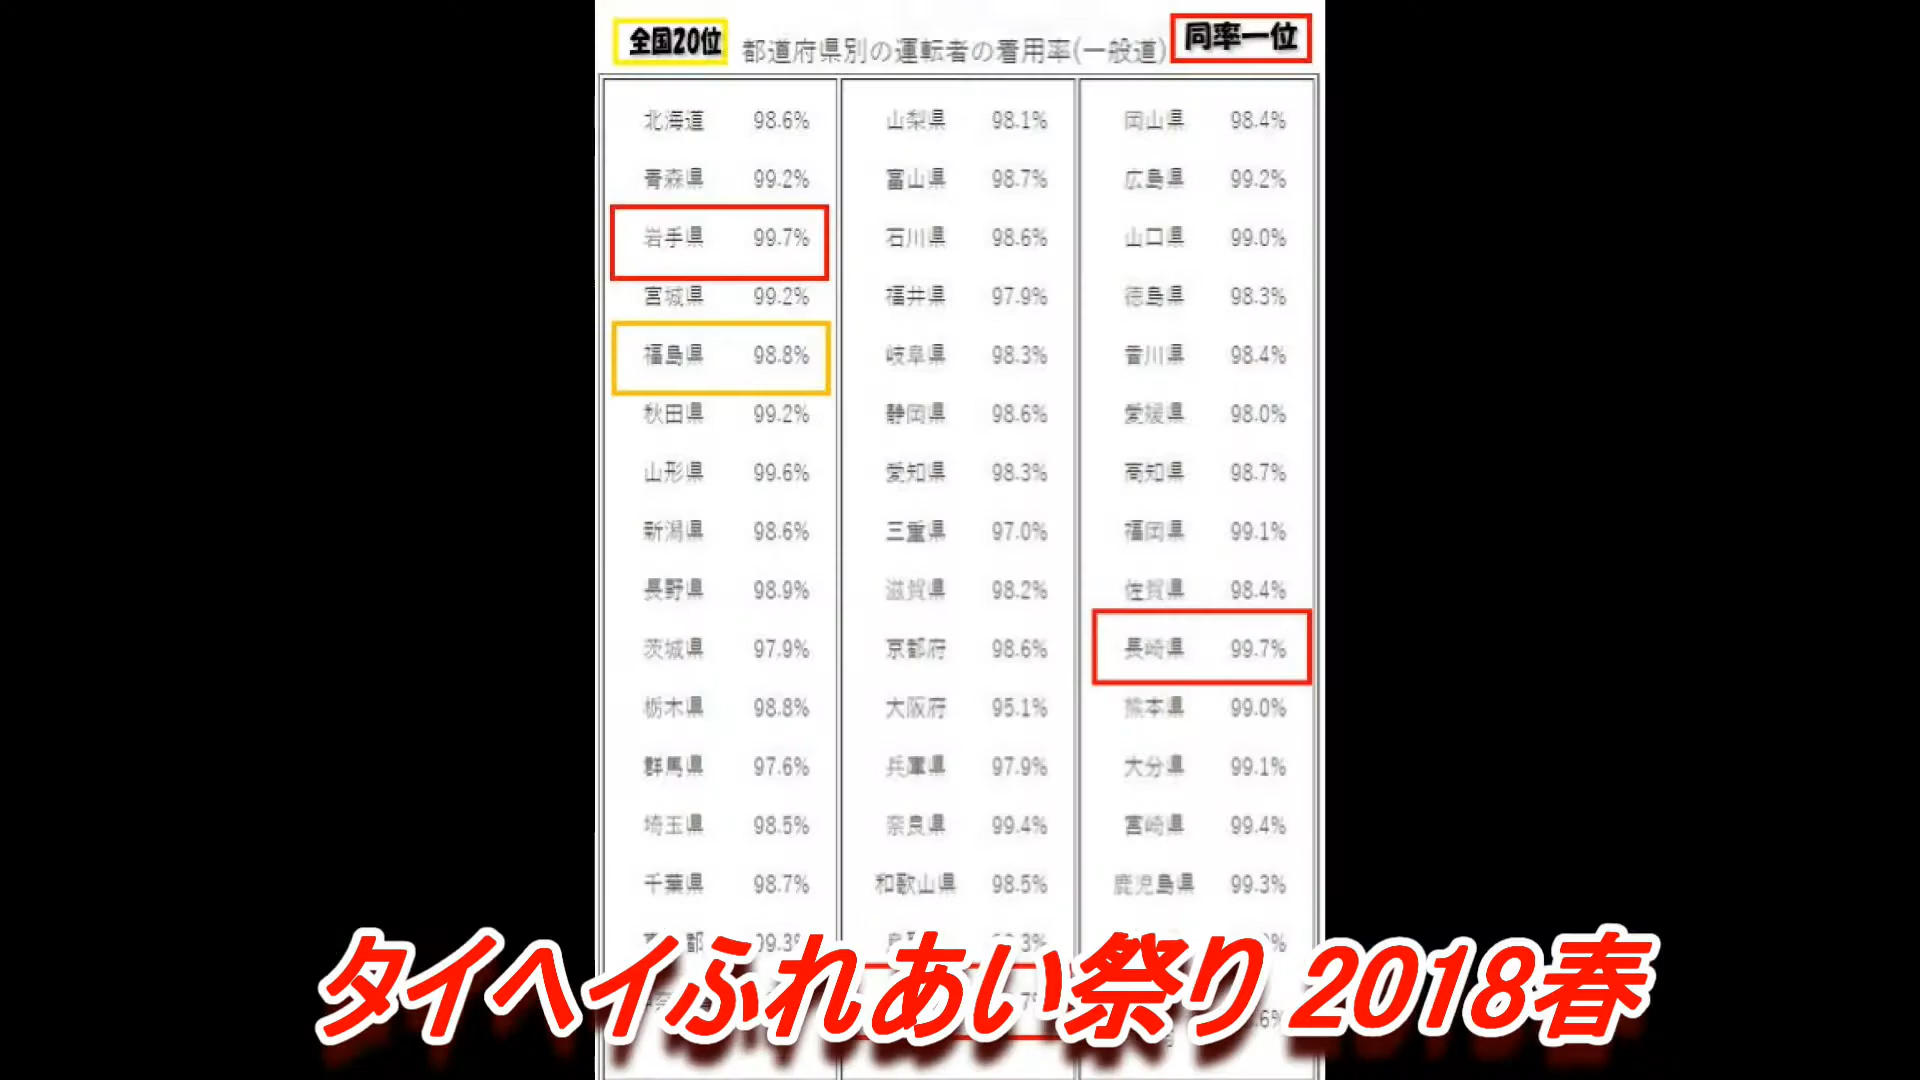 全国20位
都道府県別の運転者の着用率(一般道)
同率一位
北海道 98.6% 山梨県 98.1% 岡山県 98.4%
青森県 99.2% 富山県 98.7% 広島県 99.2%
岩手県 99.7% 石川県 98.6% 山口県 99.0%
宮城県 99.2% 福井県 97.9% 徳島県 98.3%
福島県 98.8% 岐阜県 98.3% 香川県 98.4%
秋田県 99.2% 静岡県 98.6% 愛媛県 98.0%
山形県 99.6% 愛知県 98.3% 高知県 98.7%
新潟県 98.6% 三重県 97.0% 福岡県 99.1%
長野県 98.9% 滋賀県 98.2% 佐賀県 98.4%
茨城県 97.9% 京都府 98.6% 長崎県 99.7%
栃木県 98.8% 大阪府 95.1% 熊本県 99.0%
群馬県 97.6% 兵庫県 97.9% 大分県 99.1%
埼玉県 98.5% 奈良県 99.4% 宮崎県 99.4%
千葉県 98.7% 和歌山県 98.5% 鹿児島県 99.3%
タイヘイふれあい祭り 2018春